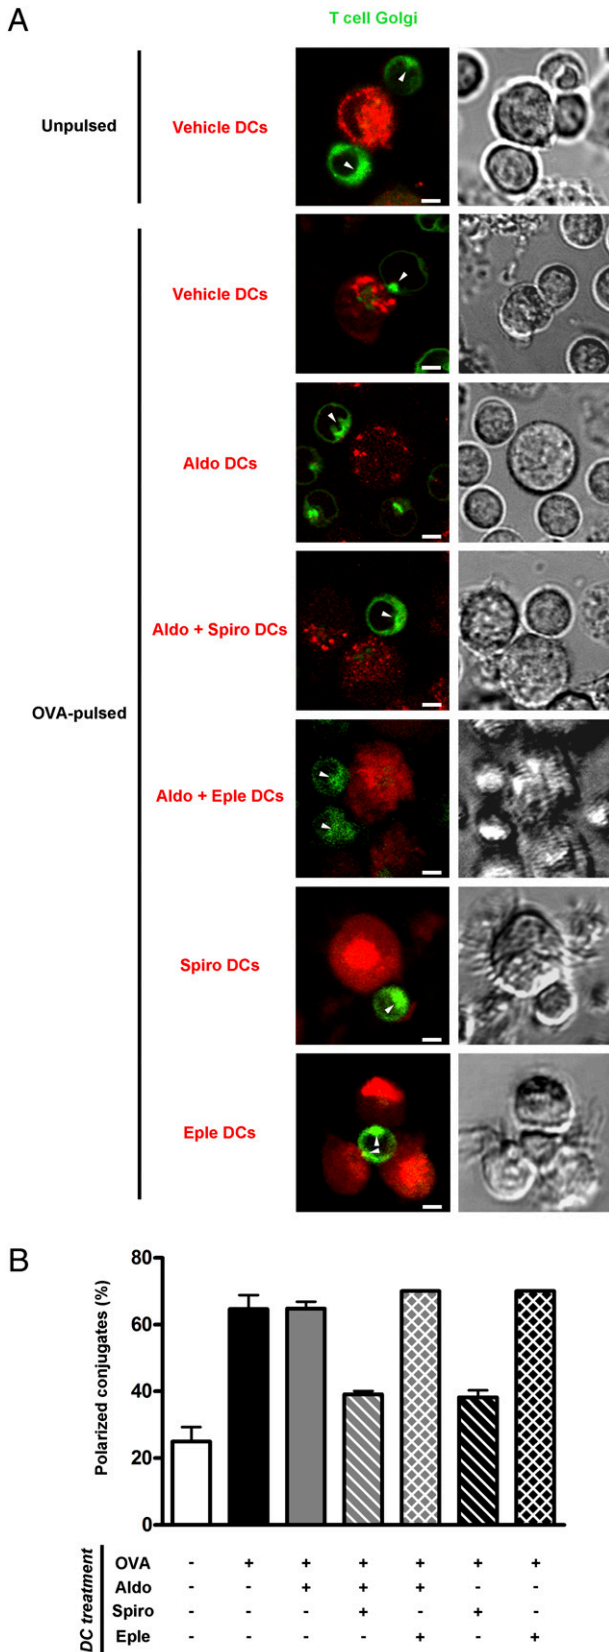 A
T cell Golgi
Unpulsed
Vehicle DCs
Vehicle DCs
Aldo DCs
Aldo + Spiro DCs
OVA-pulsed
Aldo + Eple DCs
Spiro DCs
Eple DCs
B
80
60
40
20
0
Polarized conjugates (%)
DC treatment
OVA - + + + + + +
Aldo - - + + + - -
Spiro - - - + - + -
Eple - - - - + - +